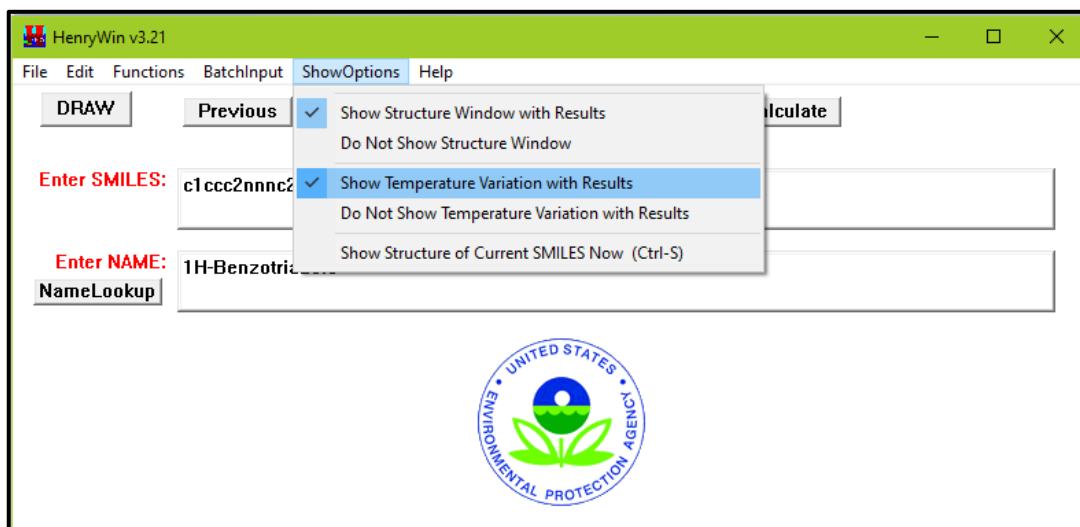 HenryWin v3.21
File Edit Functions BatchInput ShowOptions Help
DRAW Previous
Show Structure Window with Results
Do Not Show Structure Window
Show Temperature Variation with Results
Do Not Show Temperature Variation with Results
Show Structure of Current SMILES Now (Ctrl-S)
Enter SMILES: c1ccc2nnnc2
Enter NAME:
NameLookup
UNITED STATES
ENVIRONMENTAL PROTECTION AGENCY